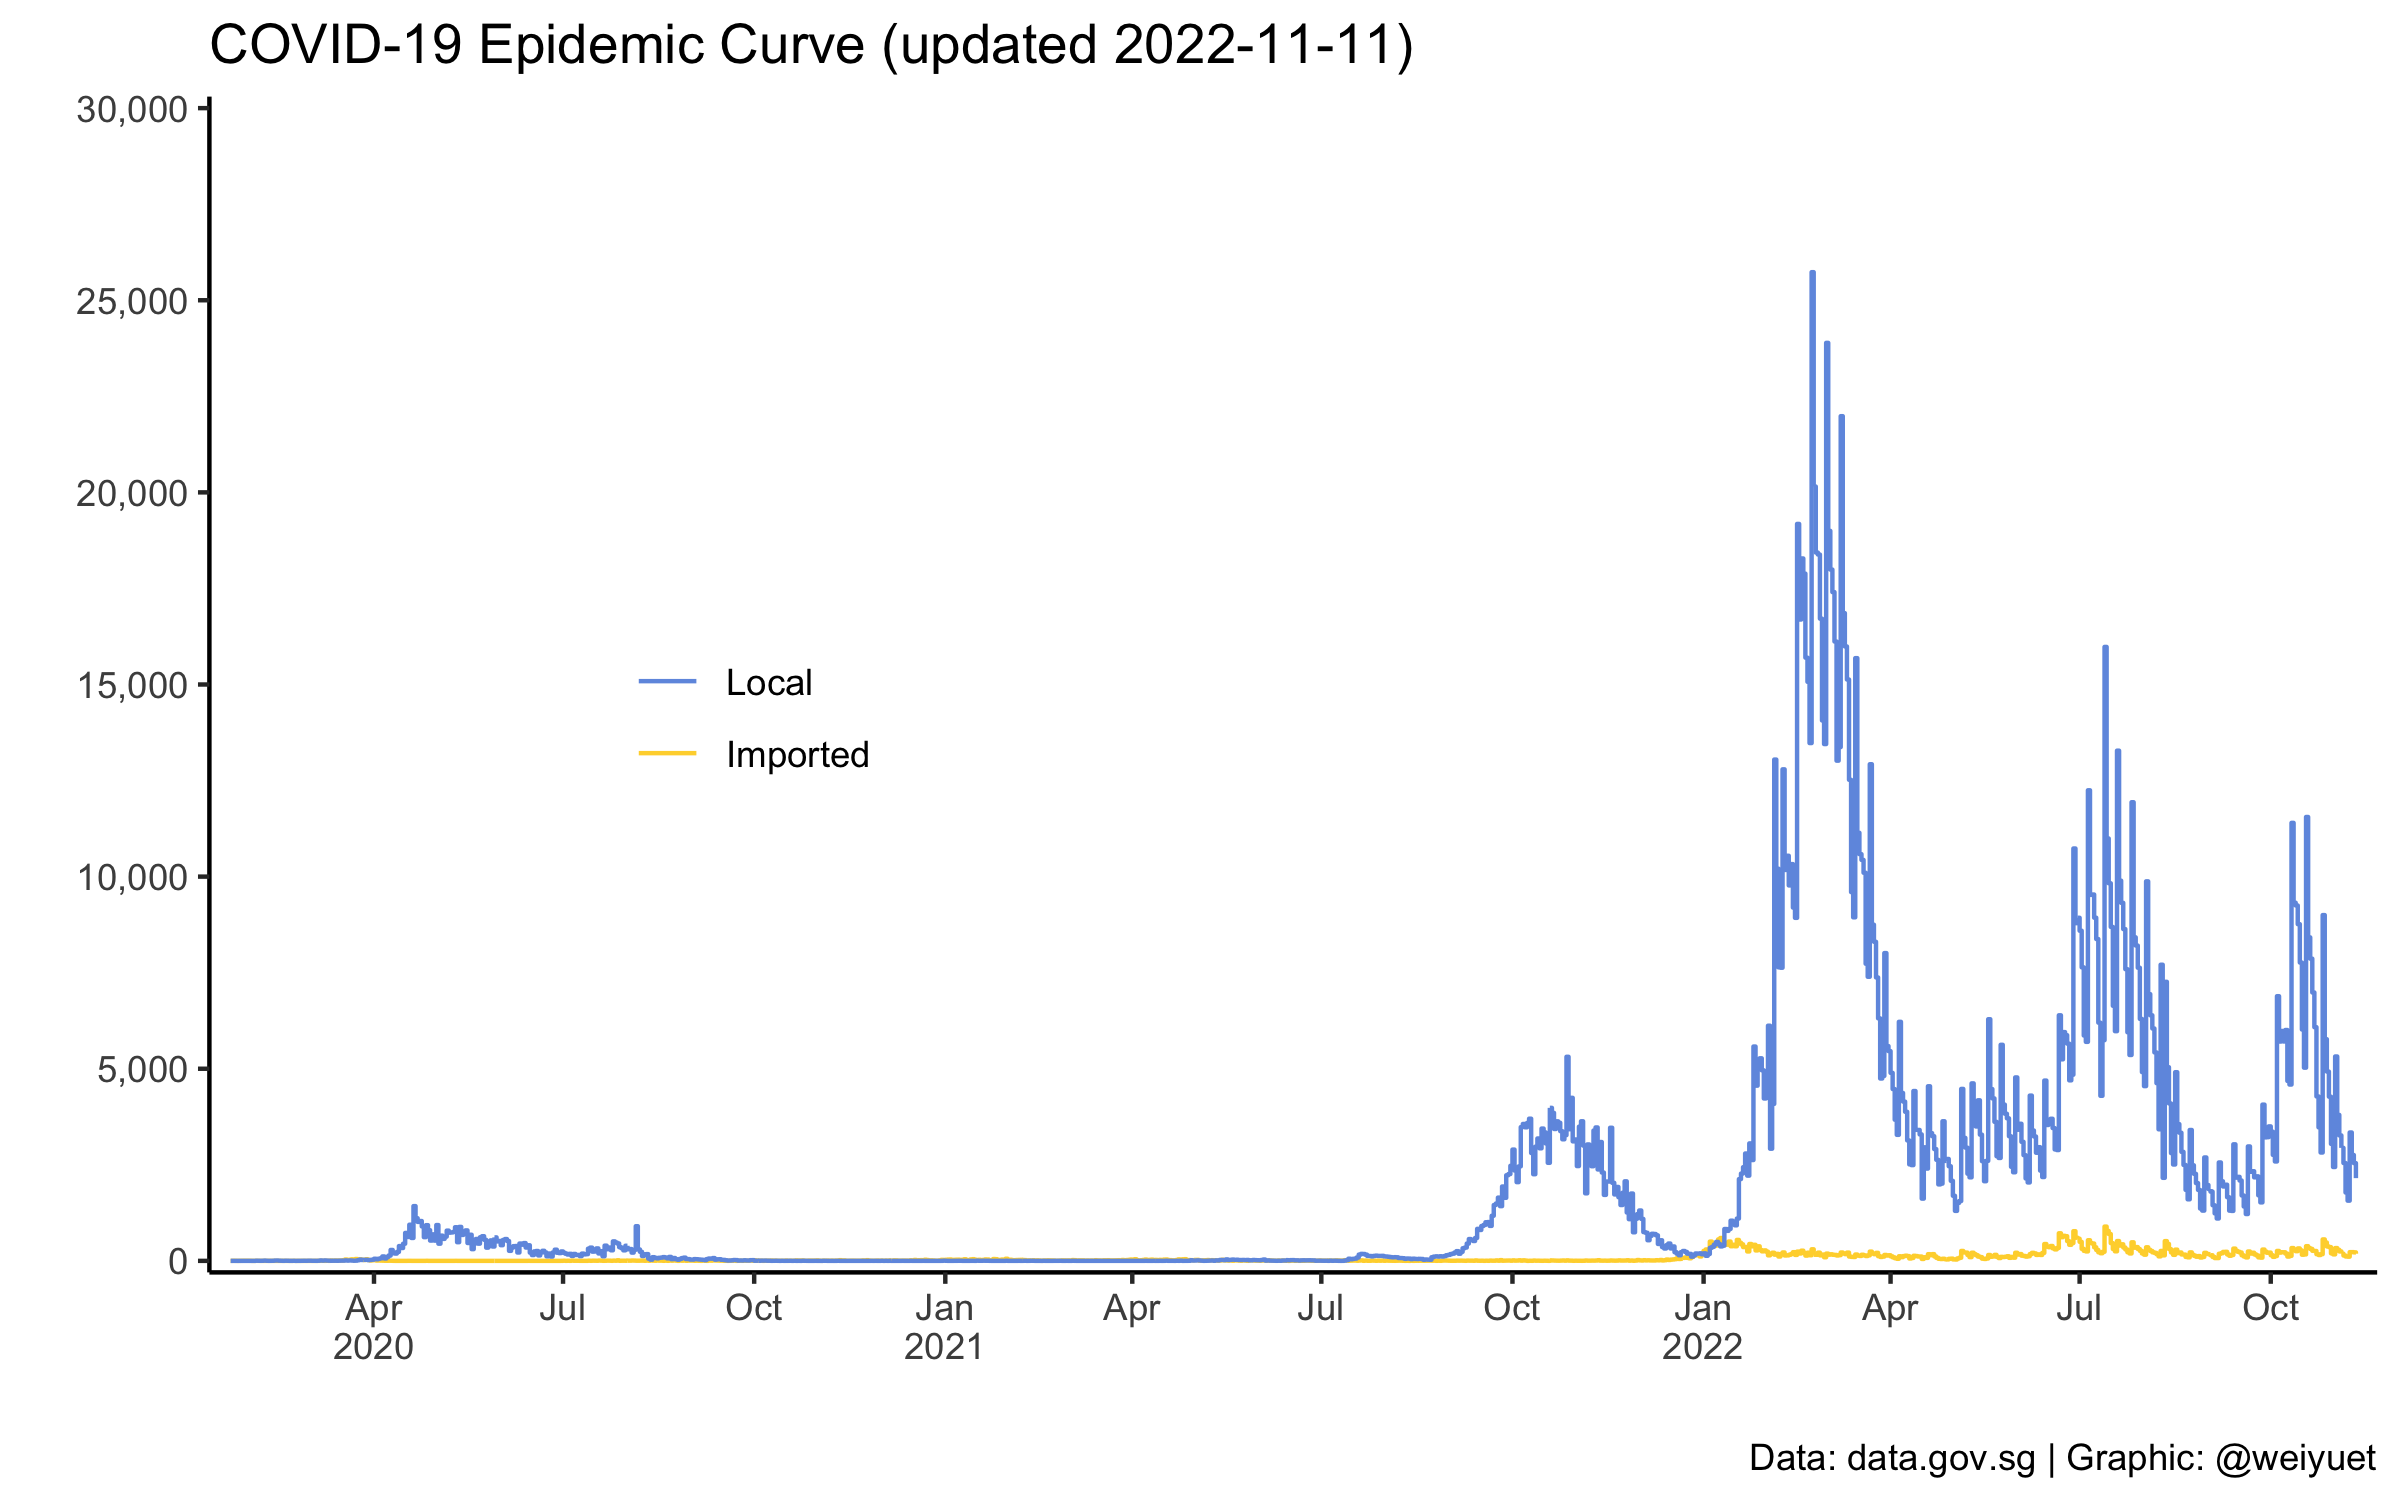 COVID-19 Epidemic Curve (updated 2022-11-11)
30,000
25,000
20,000
15,000
10,000
5,000
0
Local
Imported
Apr Jul Oct Jan Apr Jul Oct Jan Apr Jul Oct
2020 2021 2022
Data: data.gov.sg | Graphic: @weiyuet